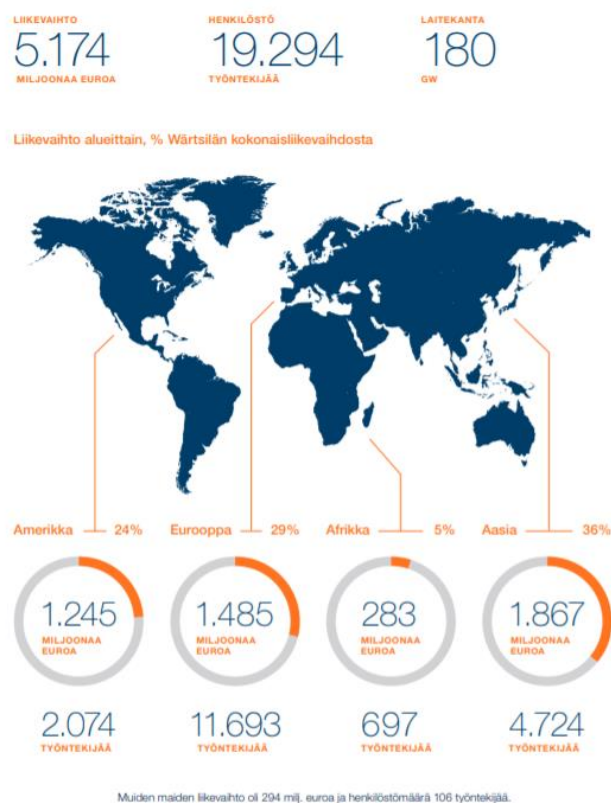 LIIKEVAIHTO
5.174
MILJOONAA EUROA
HENKILÖSTÖ
19.294
TYÖNTEKIJÄÄ
LAITEKANTA
180
GW
Liikevaihto alueittain, % Wärtsilän kokonaisliikevaihdosta
Amerikka 24%
Eurooppa 29%
Afrikka 5%
Aasia 36%
1.245
MILJOONAA
EUROA
1.485
MILJOONAA
EUROA
283
MILJOONAA
EUROA
1.867
MILJOONAA
EUROA
2.074
TYÖNTEKIJÄÄ
11.693
TYÖNTEKIJÄÄ
697
TYÖNTEKIJÄÄ
4.724
TYÖNTEKIJÄÄ
Muiden maiden liikevaihto oli 294 milj. euroa ja henkilöstömäärä 106 työntekijää.